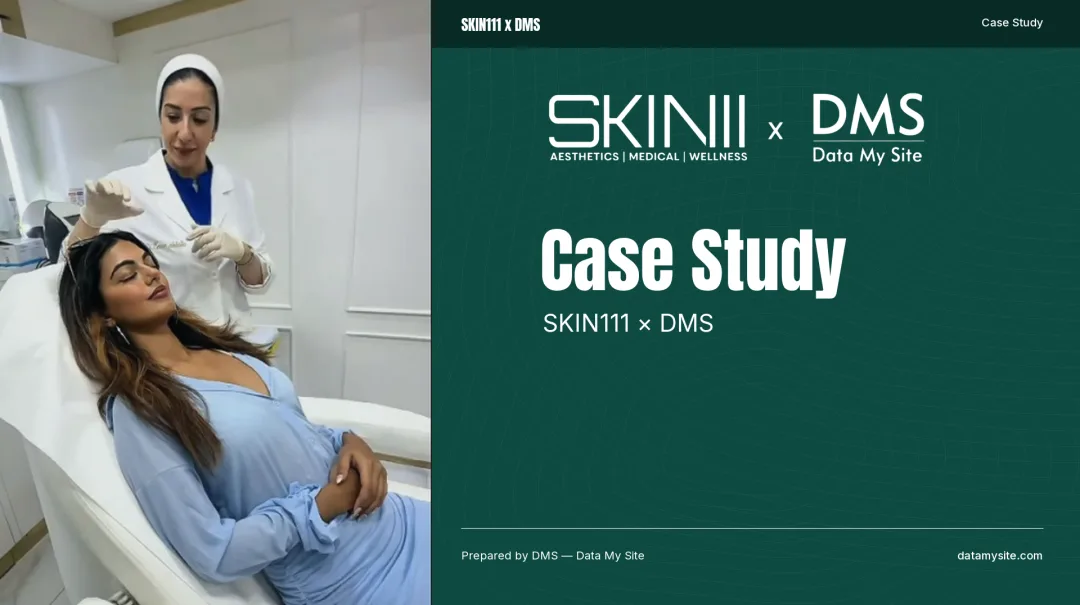 SKIN111 x DMS
Case Study
SKIN111
AESTHETICS | MEDICAL | WELLNESS
x
DMS
Data My Site
Case Study
SKIN111 × DMS
Prepared by DMS — Data My Site
datamysite.com